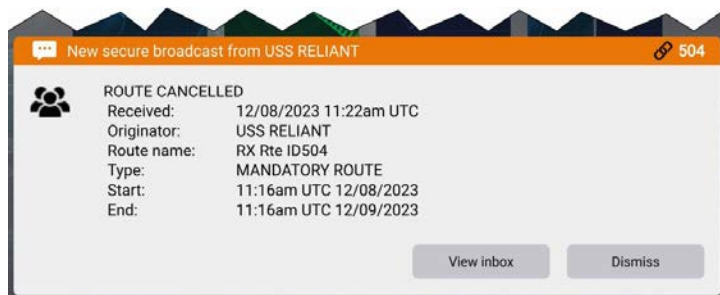 New secure broadcast from USS RELIANT 504
ROUTE CANCELLED
Received: 12/08/2023 11:22am UTC
Originator: USS RELIANT
Route name: RX Rte ID504
Type: MANDATORY ROUTE
Start: 11:16am UTC 12/08/2023
End: 11:16am UTC 12/09/2023
View inbox Dismiss